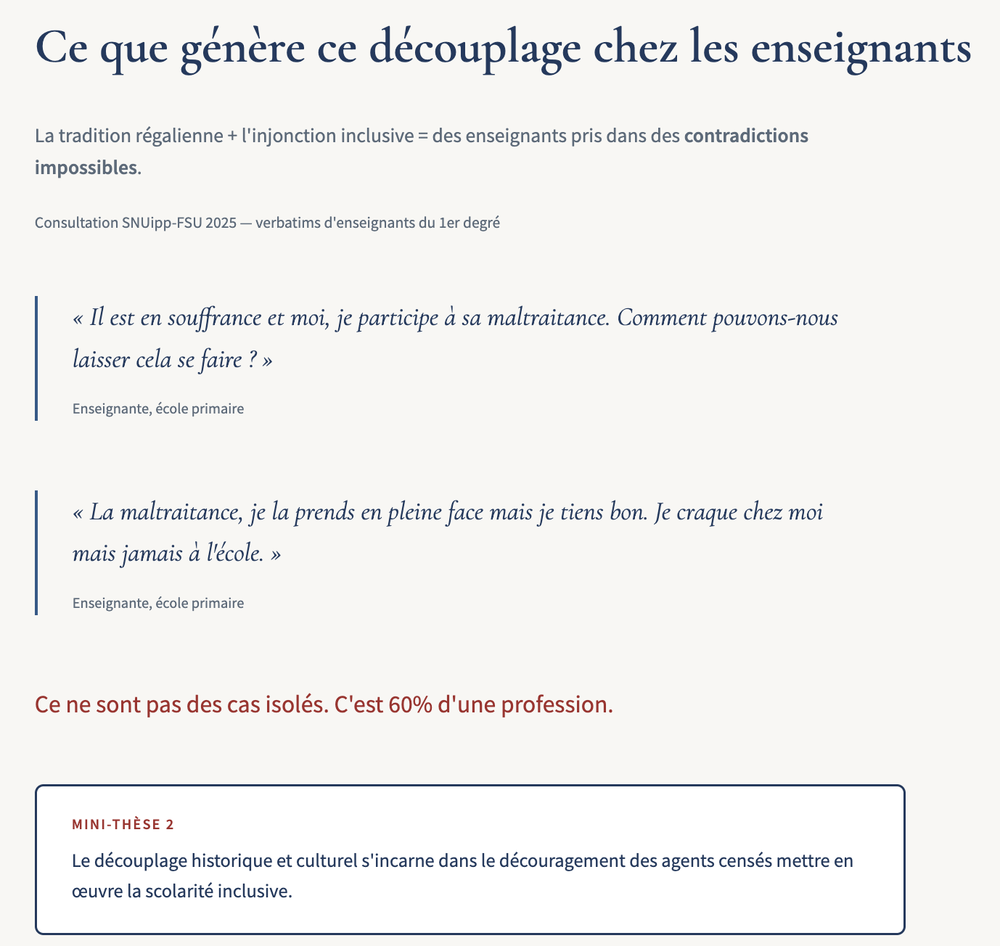 Ce que génère ce découplage chez les enseignants
La tradition régalienne + l'injonction inclusive = des enseignants pris dans des contradictions
impossibles.
Consultation SNUipp-FSU 2025 — verbatims d'enseignants du 1er degré
« Il est en souffrance et moi, je participe à sa maltraitance. Comment pouvons-nous
laisser cela se faire ? »
Enseignante, école primaire
« La maltraitance, je la prends en pleine face mais je tiens bon. Je craque chez moi
mais jamais à l'école. »
Enseignante, école primaire
Ce ne sont pas des cas isolés. C'est 60% d'une profession.
MINI-THÈSE 2
Le découplage historique et culturel s'incarne dans le découragement des agents censés mettre en
œuvre la scolarité inclusive.